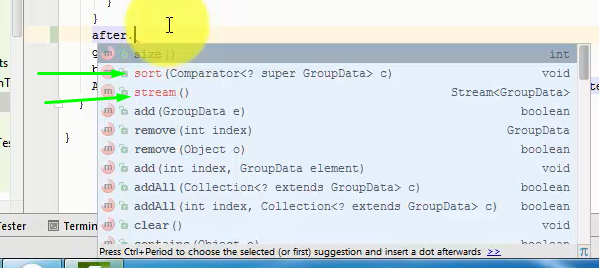 }
}
after.
size() int
sort(Comparator<? super GroupData> c) void
stream() Stream<GroupData>
add(GroupData e) boolean
remove(int index) GroupData
remove(Object o) boolean
add(int index, GroupData element) void
addAll(Collection<? extends GroupData> c) boolean
addAll(int index, Collection<? extends GroupData> c) boolean
clear() void
contains(Object o) boolean
Press Ctrl+Period to choose the selected (or first) suggestion and insert a dot afterwards >> π
}
}
Tester
Termin